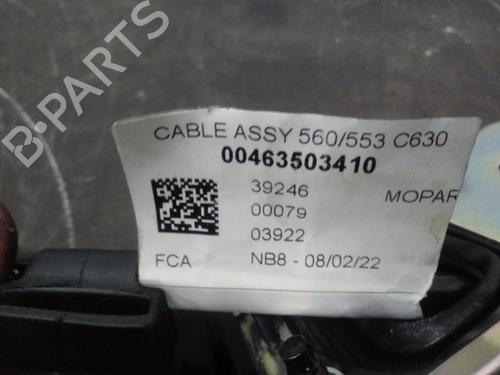 B-PARTS
CABLE ASSY 560/553 C630
00463503410
39246
MOPAR
00079
03922
FCA NB8 - 08/02/22